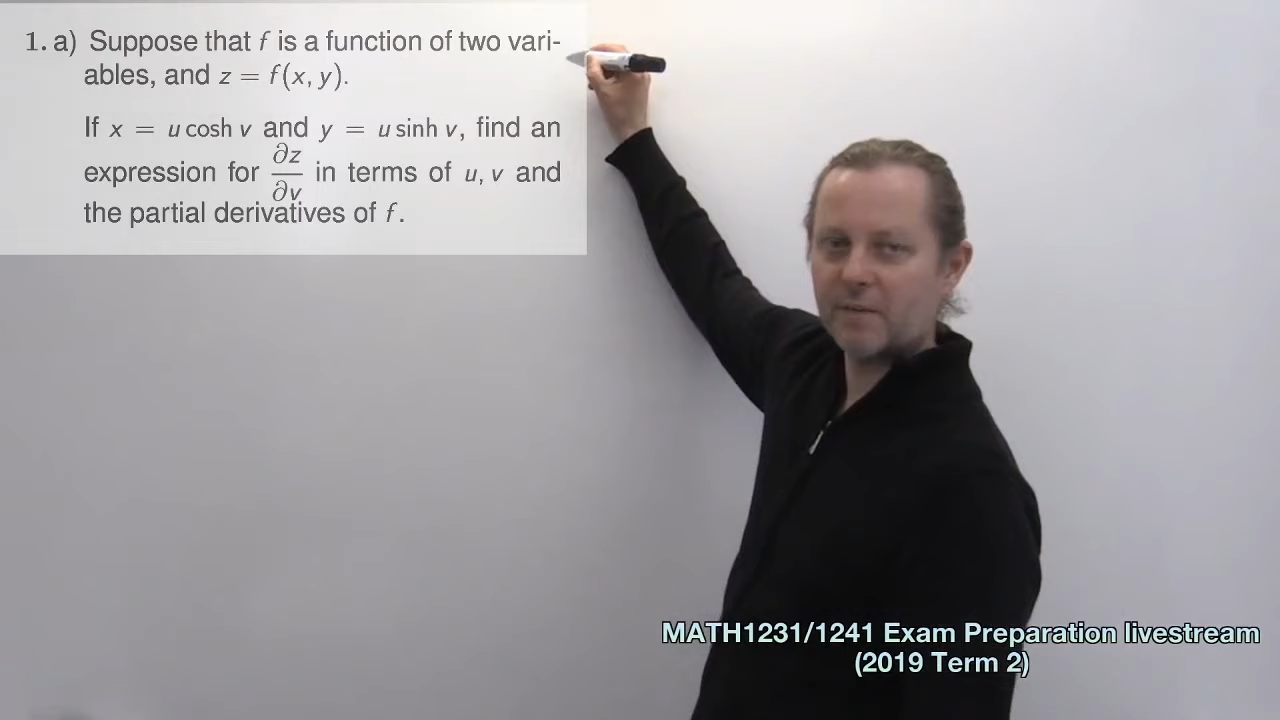 1. a) Suppose that f is a function of two vari-
ables, and z = f(x, y).
If x = u cosh v and y = u sinh v, find an
expression for ∂z/∂v in terms of u, v and
the partial derivatives of f.
MATH1231/1241 Exam Preparation livestream
(2019 Term 2)